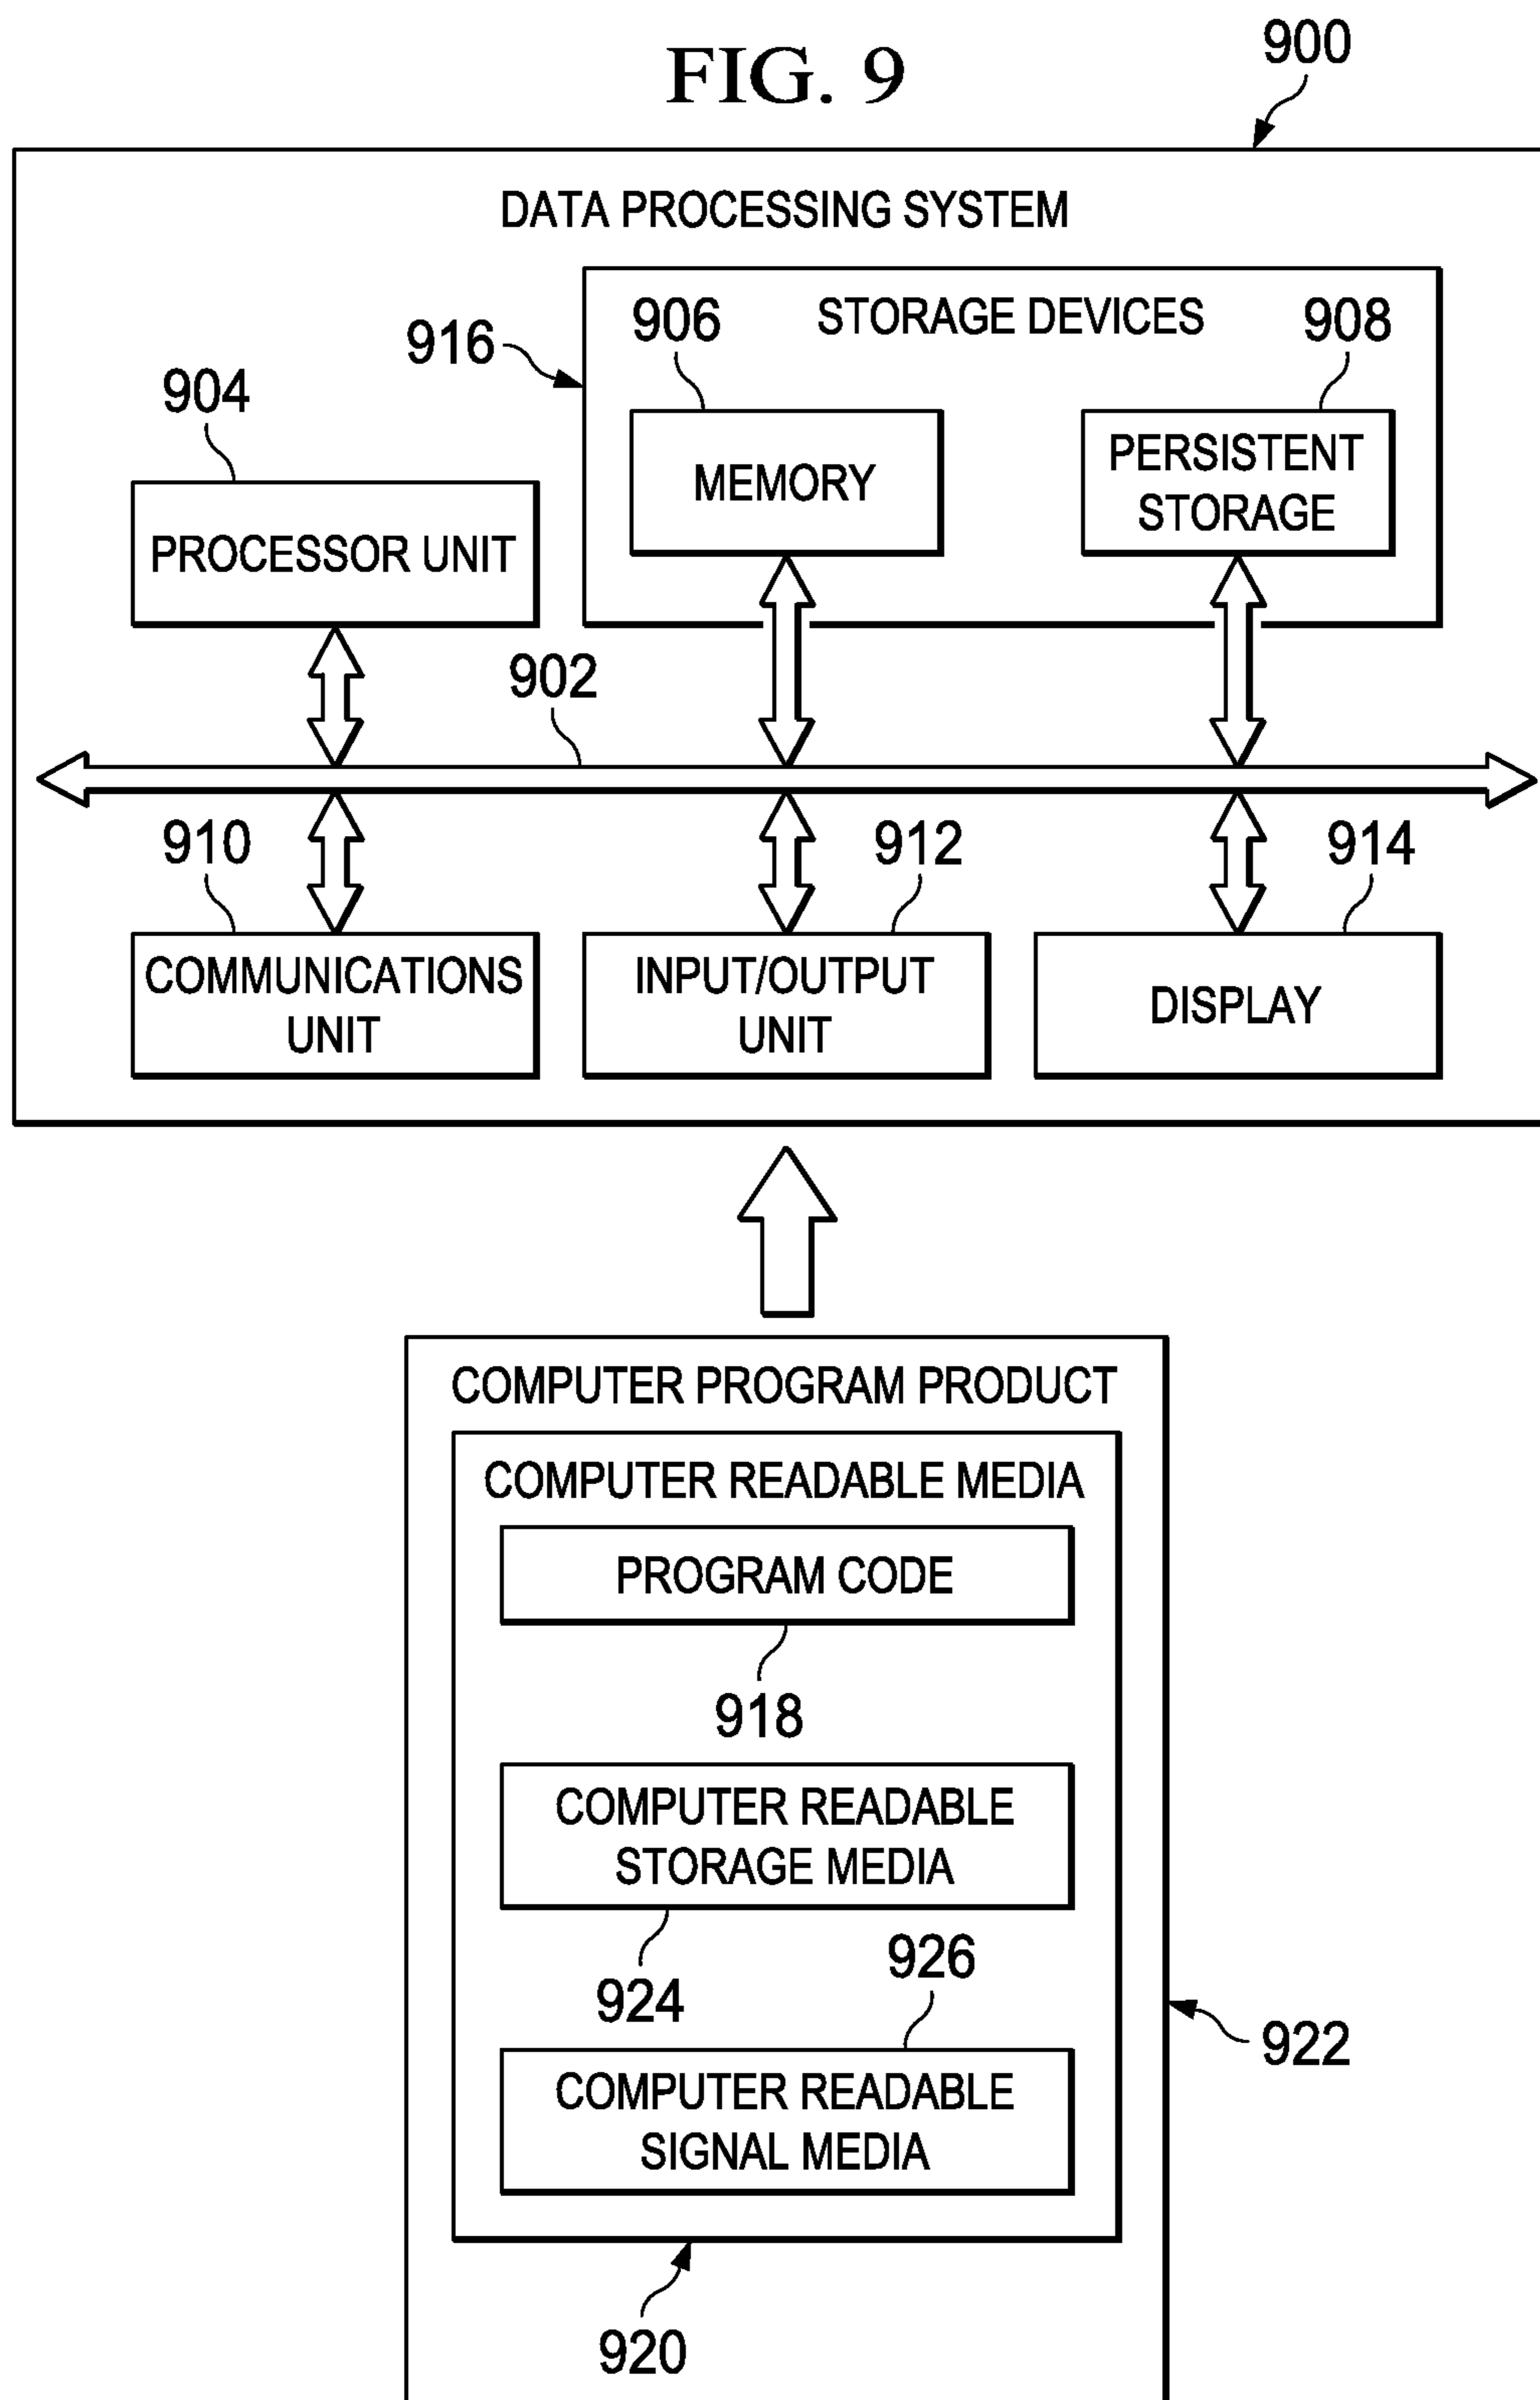 FIG. 9
900
DATA PROCESSING SYSTEM
916
906
STORAGE DEVICES
908
904
MEMORY
PERSISTENT
STORAGE
PROCESSOR UNIT
902
910
912
914
COMMUNICATIONS
UNIT
INPUT/OUTPUT
UNIT
DISPLAY
COMPUTER PROGRAM PRODUCT
COMPUTER READABLE MEDIA
PROGRAM CODE
918
COMPUTER READABLE
STORAGE MEDIA
924
926
922
COMPUTER READABLE
SIGNAL MEDIA
920